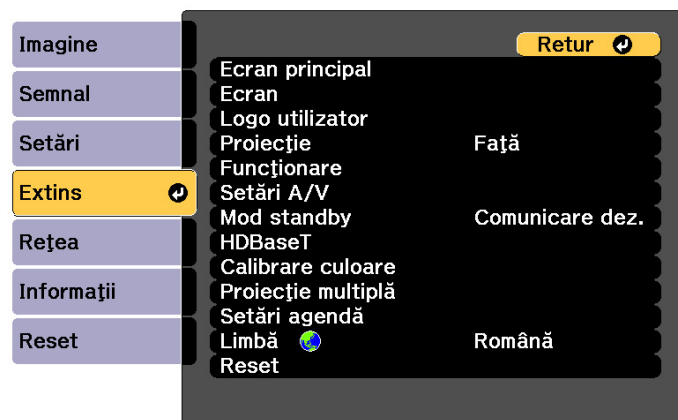 Imagine
Semnal
Setări
Extins
Reţea
Informaţii
Reset
Retur
Ecran principal
Ecran
Logo utilizator
Proiecţie Faţă
Funcţionare
Setări A/V
Mod standby Comunicare dez.
HDBaseT
Calibrare culoare
Proiecţie multiplă
Setări agendă
Limbă Română
Reset